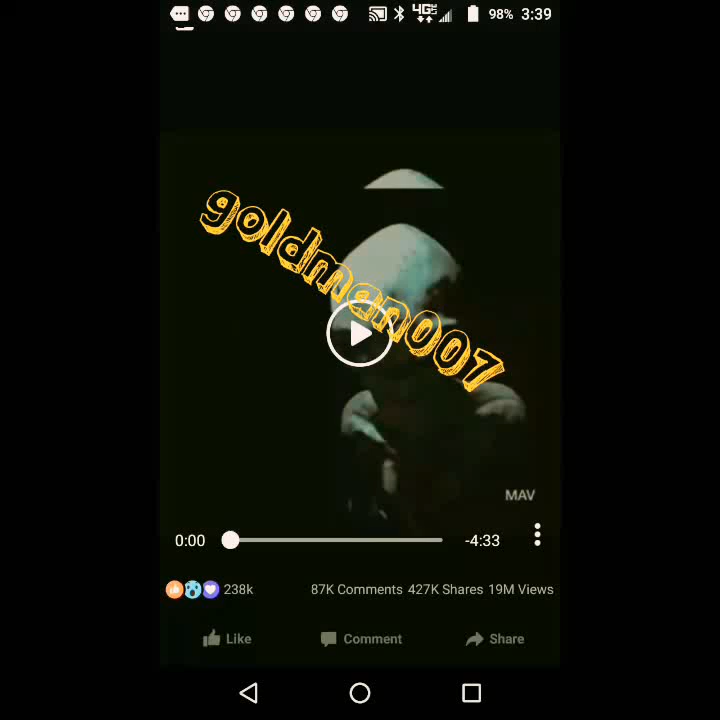 98% 3:39
goldman007
MAV
0:00 -4:33
238k 87K Comments 427K Shares 19M Views
Like Comment Share